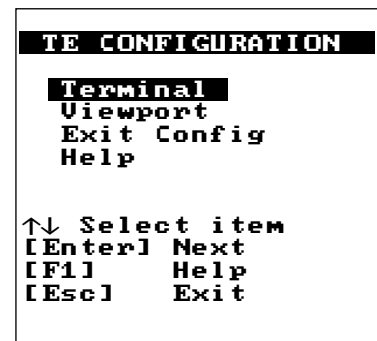 TE CONFIGURATION
Terminal
Viewport
Exit Config
Help
↑↓ Select item
[Enter] Next
[F1] Help
[Esc] Exit